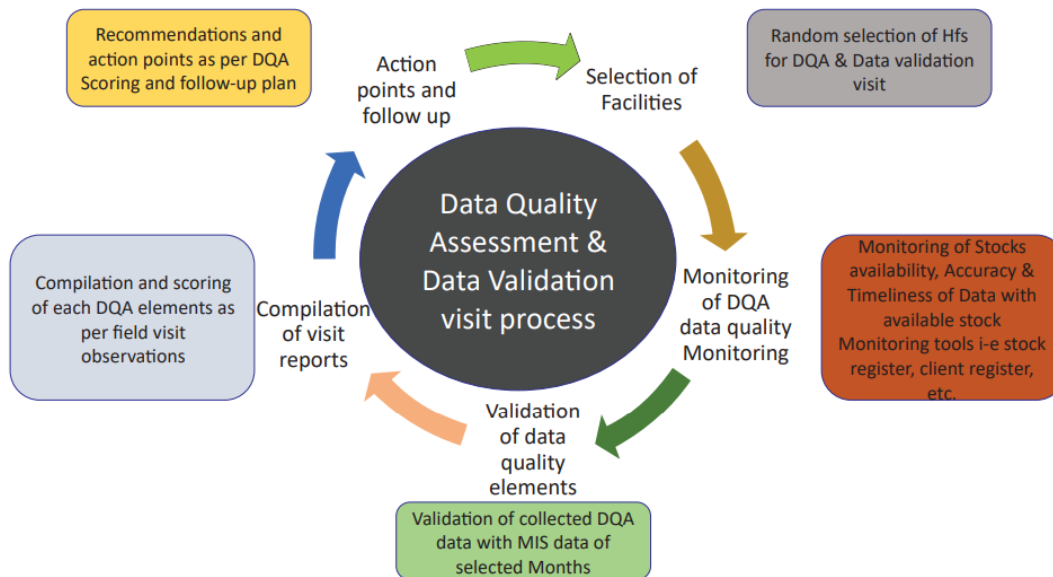 Recommendations and
action points as per DQA
Scoring and follow-up plan
Action
points and
follow up
Selection of
Facilities
Random selection of Hfs
for DQA & Data validation
visit
Data Quality
Assessment &
Data Validation
visit process
Compilation and scoring
of each DQA elements as
per field visit
observations
Compilation
of visit
reports
Monitoring
of DQA
data quality
Monitoring
Monitoring of Stocks
availability, Accuracy &
Timeliness of Data with
available stock
Monitoring tools i-e stock
register, client register,
etc.
Validation
of data
quality
elements
Validation of collected DQA
data with MIS data of
selected Months